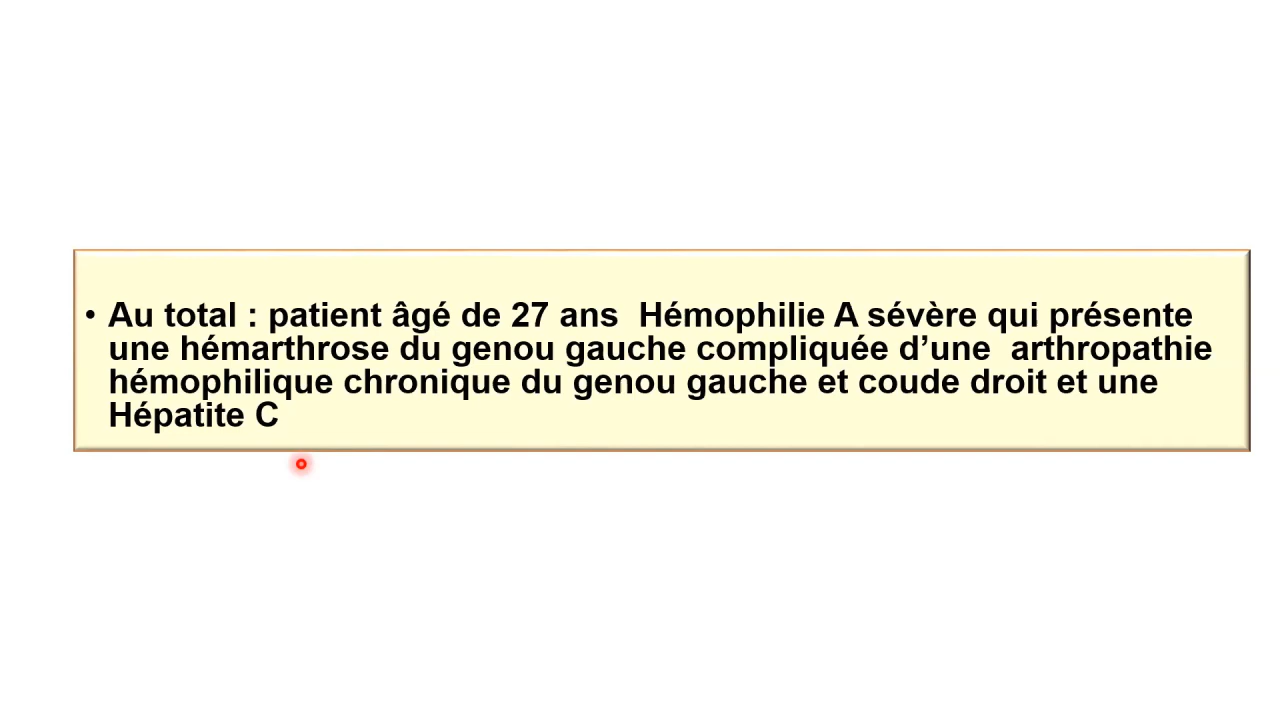 • Au total : patient âgé de 27 ans  Hémophilie A sévère qui présente
une hémarthrose du genou gauche compliquée d’une  arthropathie
hémophilique chronique du genou gauche et coude droit et une
Hépatite C